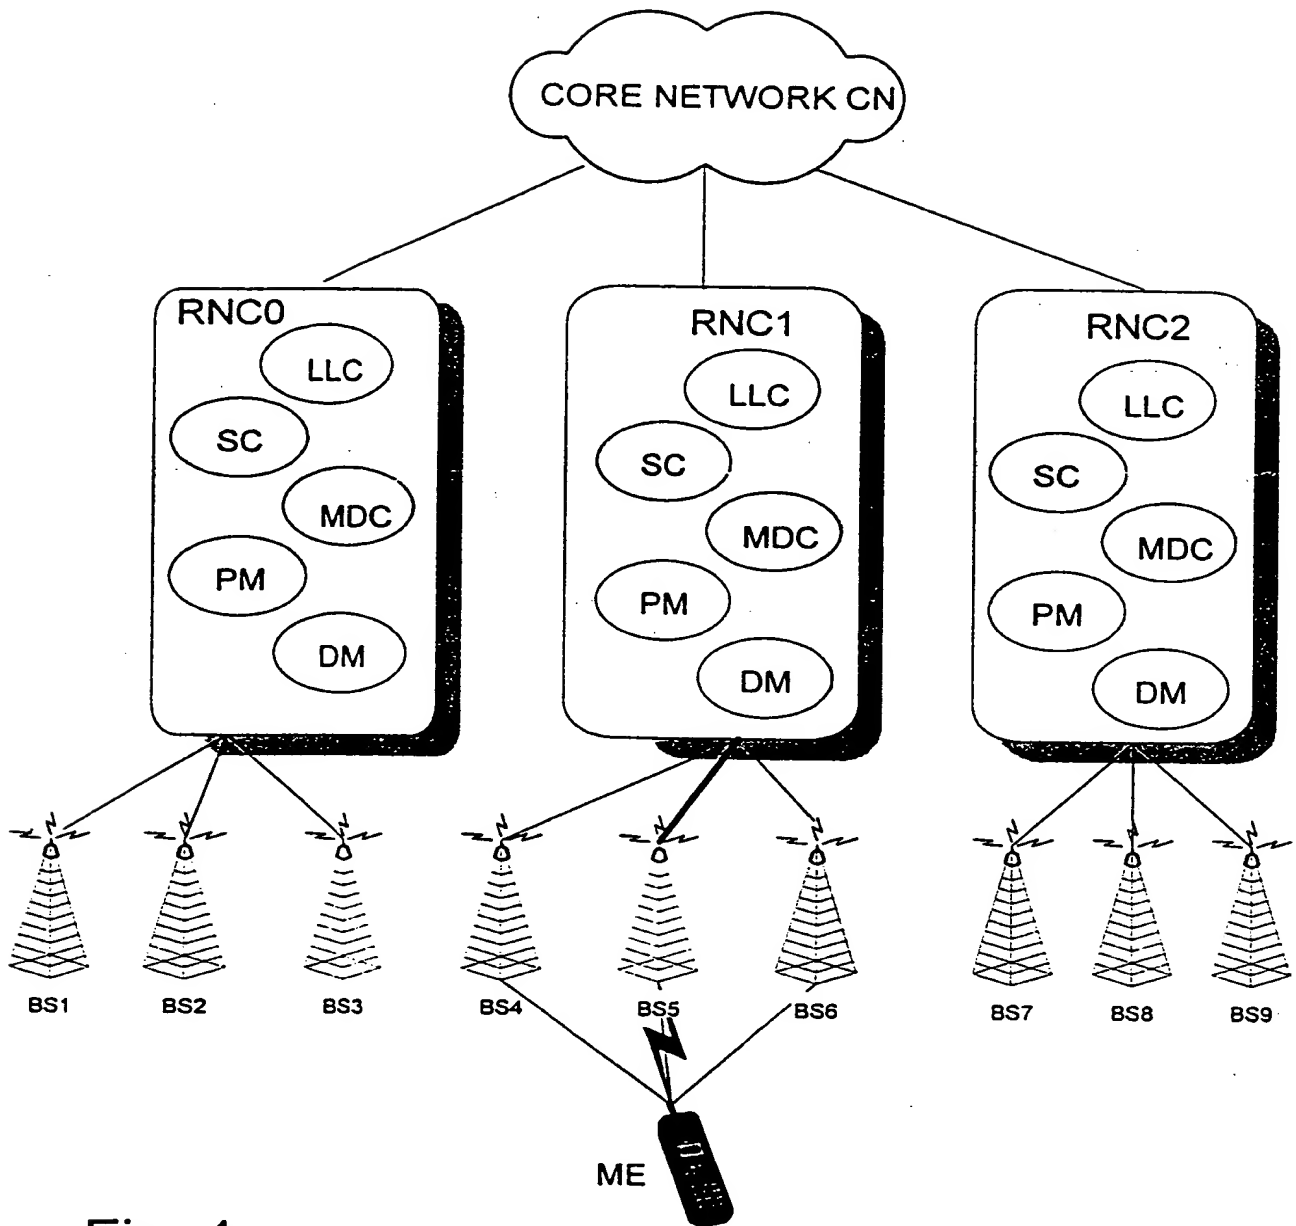 CORE NETWORK CN
RNC0
LLC
SC
MDC
PM
DM
RNC1
LLC
SC
MDC
PM
DM
RNC2
LLC
SC
MDC
PM
DM
BS1
BS2
BS3
BS4
BS5
BS6
BS7
BS8
BS9
ME